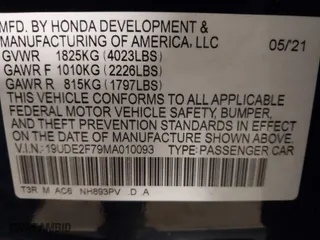 MFD. BY HONDA DEVELOPMENT &
MANUFACTURING OF AMERICA, LLC 05/'21
GVWR 1825KG (4023LBS)
GAWR F 1010KG (2226LBS)
GAWR R 815KG (1797LBS)
THIS VEHICLE CONFORMS TO ALL APPLICABLE
FEDERAL MOTOR VEHICLE SAFETY, BUMPER,
AND THEFT PREVENTION STANDARDS IN EFFECT
ON THE DATE OF MANUFACTURE SHOWN ABOVE.
V.I.N: 19UDE2F79MA010093 TYPE: PASSENGER CAR
T3R M AC6 NH893PV D A